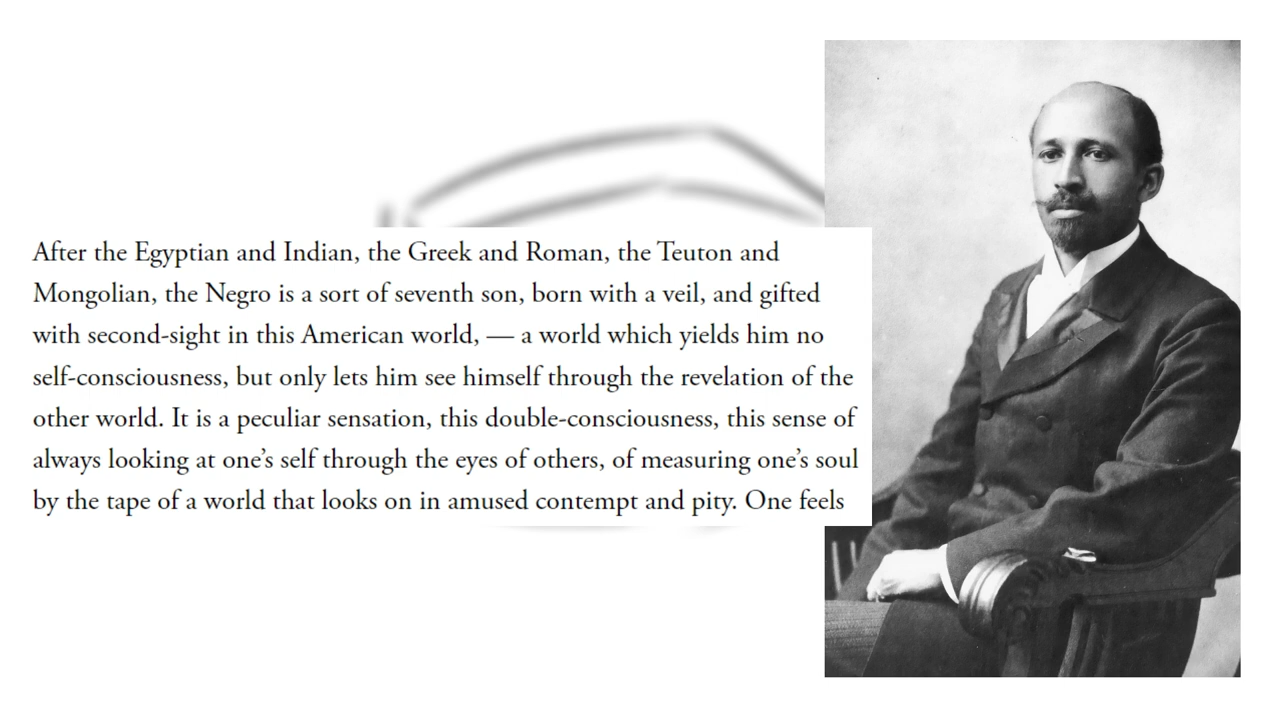 After the Egyptian and Indian, the Greek and Roman, the Teuton and
Mongolian, the Negro is a sort of seventh son, born with a veil, and gifted
with second-sight in this American world, — a world which yields him no
self-consciousness, but only lets him see himself through the revelation of the
other world. It is a peculiar sensation, this double-consciousness, this sense of
always looking at one’s self through the eyes of others, of measuring one’s soul
by the tape of a world that looks on in amused contempt and pity. One feels